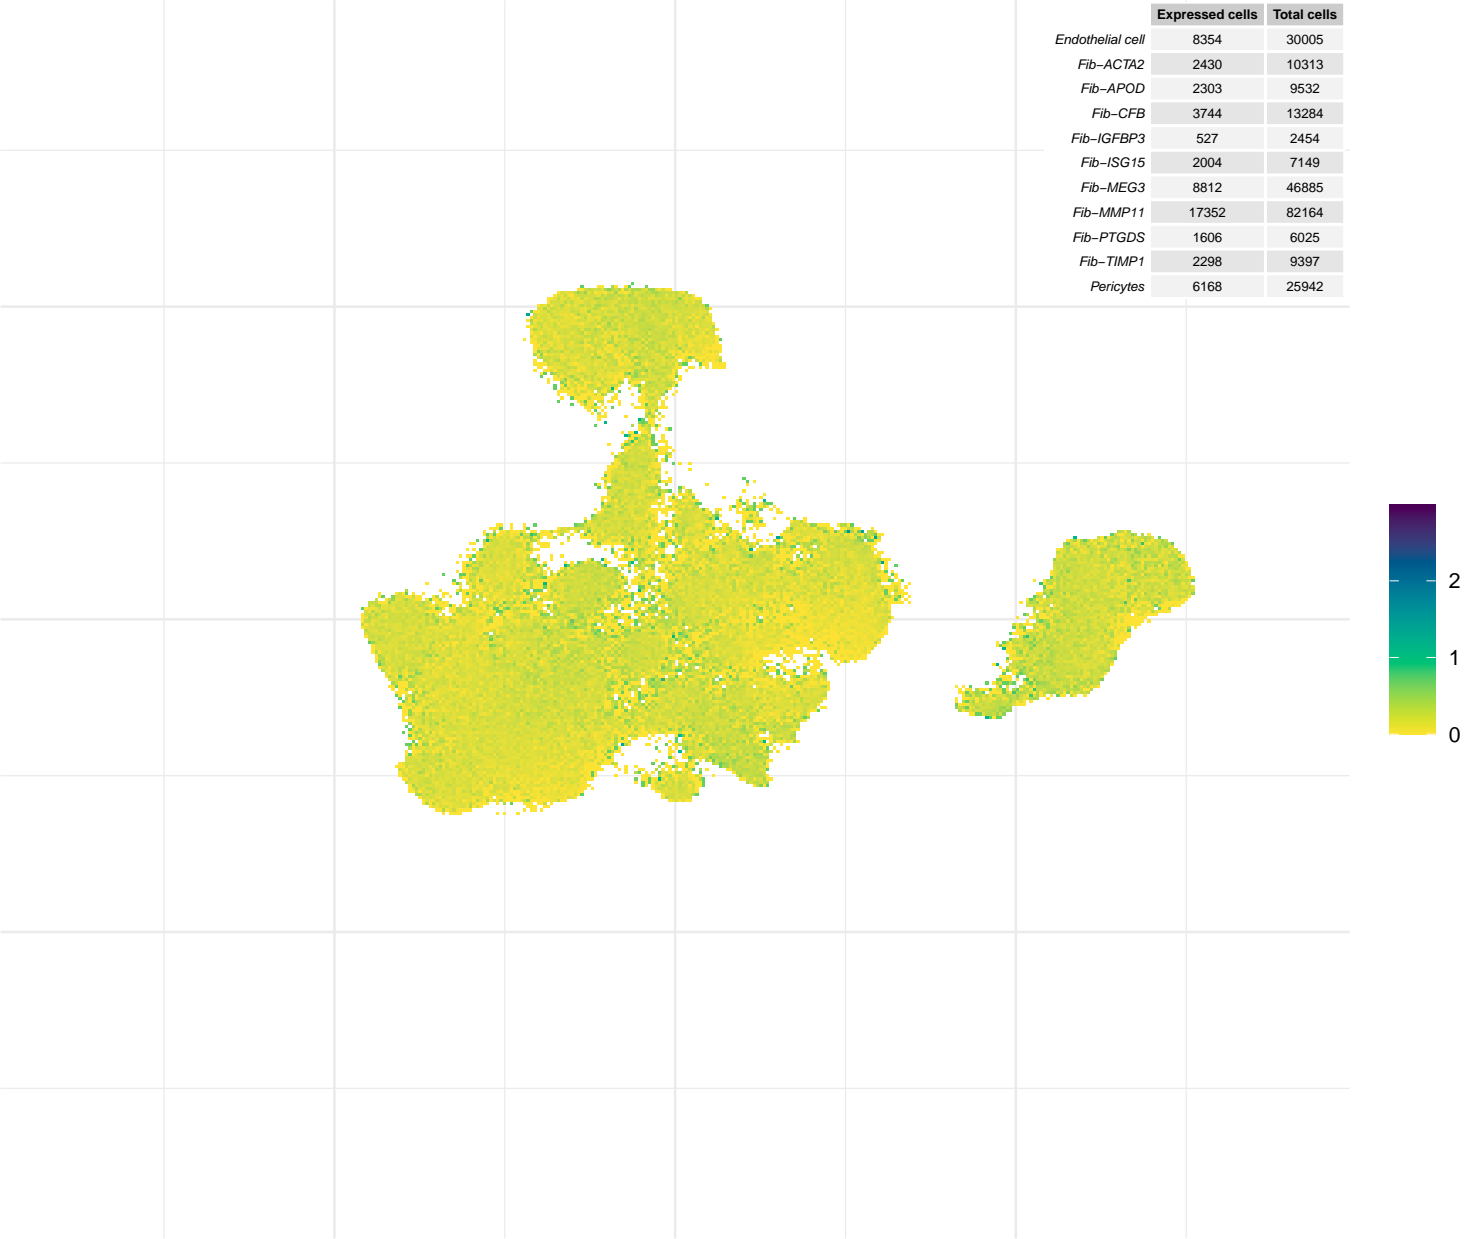 Expressed cells Total cells
Endothelial cell 8354 30005
Fib−ACTA2 2430 10313
Fib−APOD 2303 9532
Fib−CFB 3744 13284
Fib−IGFBP3 527 2454
Fib−ISG15 2004 7149
Fib−MEG3 8812 46885
Fib−MMP11 17352 82164
Fib−PTGDS 1606 6025
Fib−TIMP1 2298 9397
Pericytes 6168 25942
2
1
0